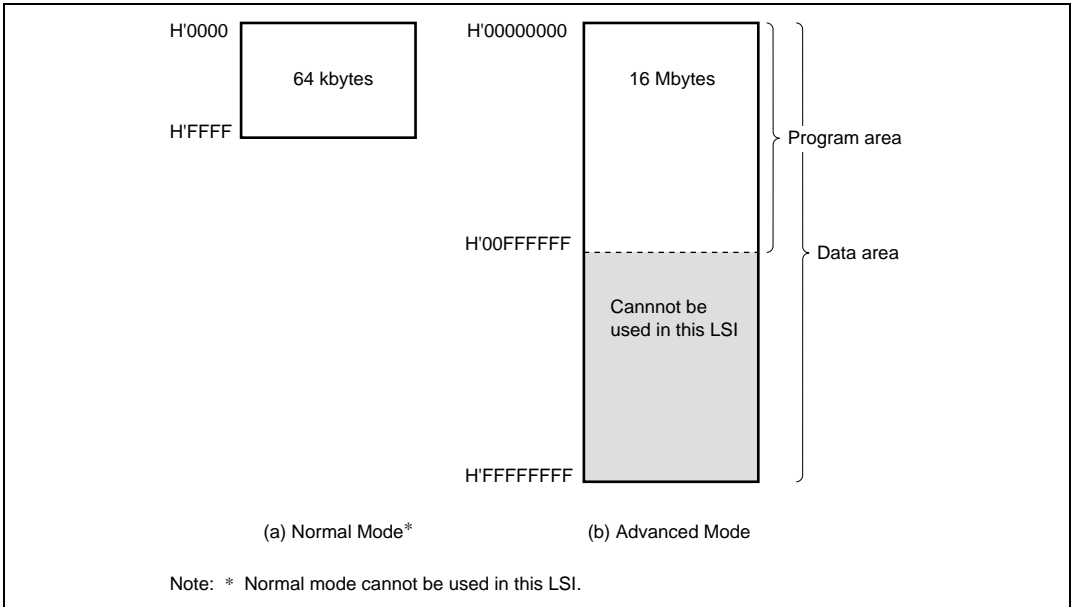 H'0000
64 kbytes
H'FFFF
H'00000000
16 Mbytes
Program area
H'00FFFFFF
Data area
Cannnot be
used in this LSI
H'FFFFFFFF
(a) Normal Mode*
(b) Advanced Mode
Note: * Normal mode cannot be used in this LSI.